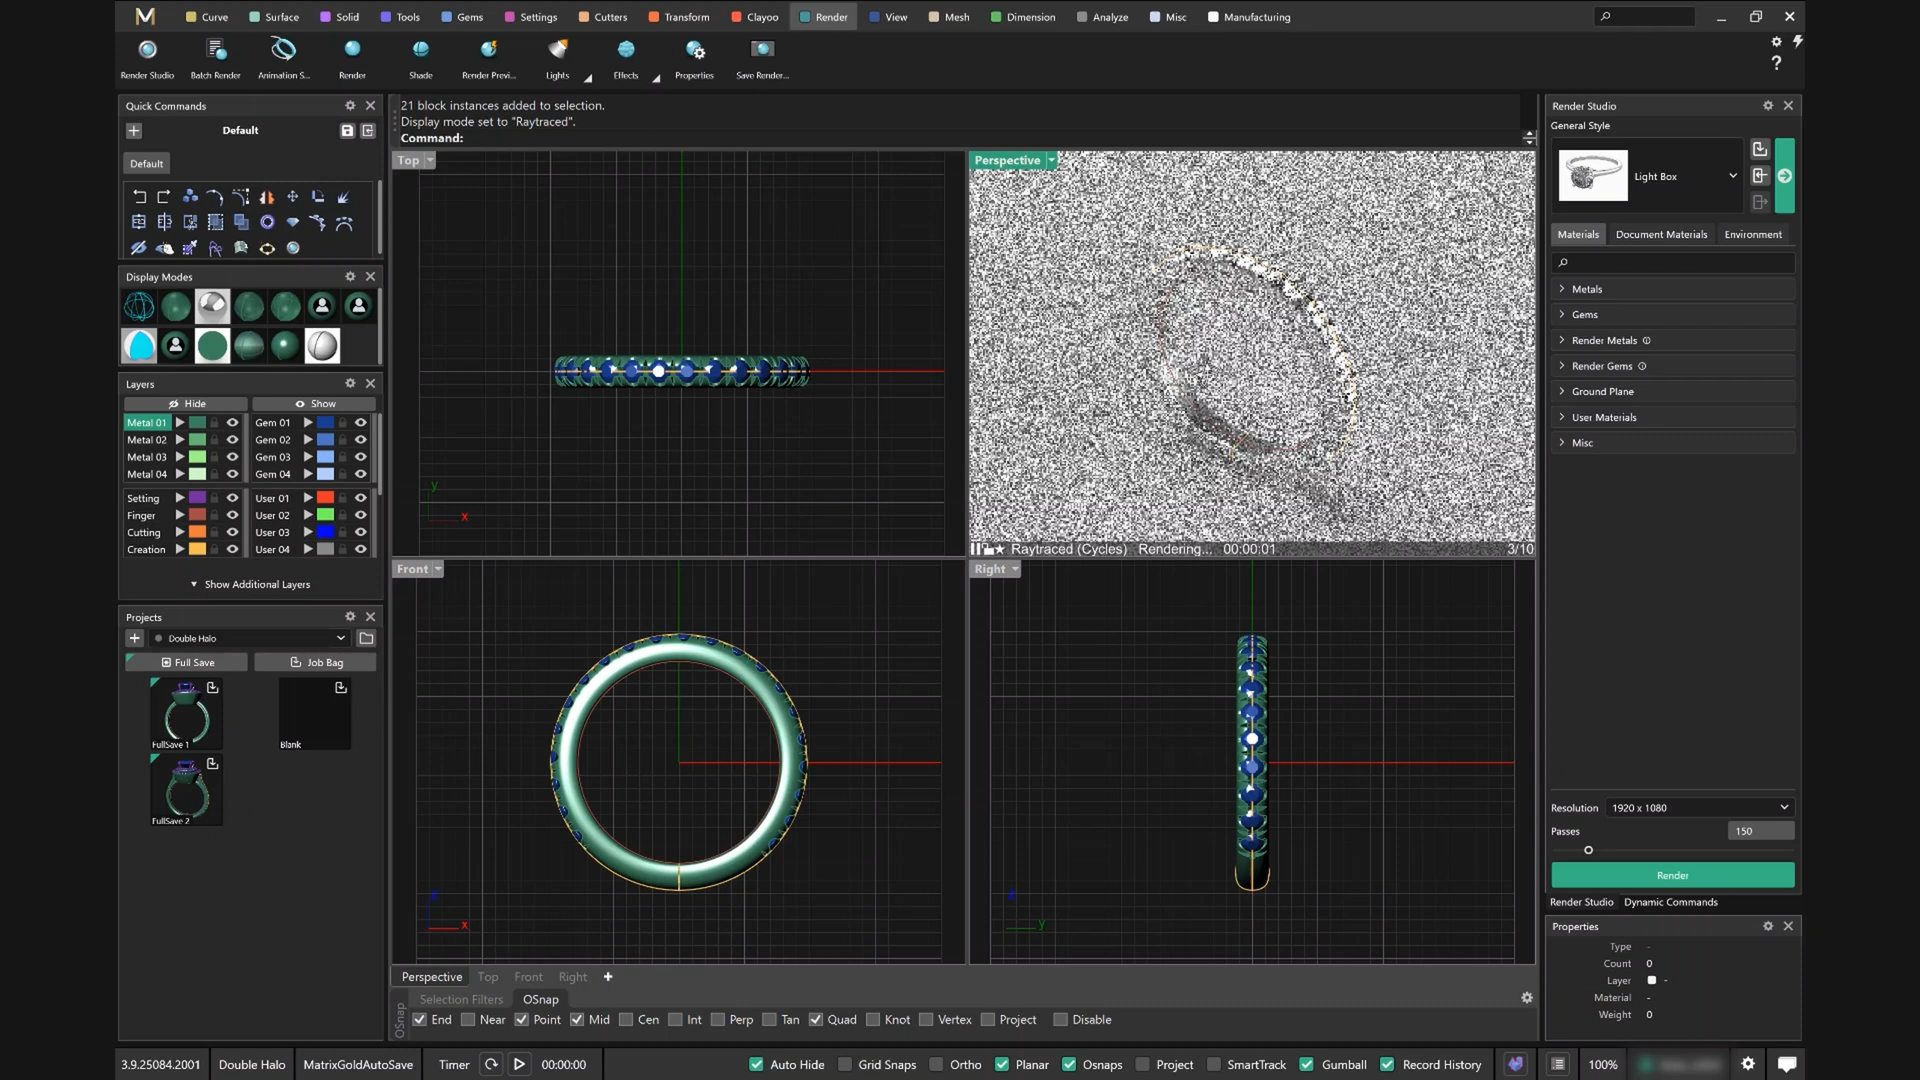 Curve
Surface
Solid
Tools
Gems
Settings
Cutters
Transform
Clayoo
Render
View
Mesh
Dimension
Analyze
Misc
Manufacturing
Render Studio
Batch Render
Animation S...
Render
Shade
Render Previ...
Lights
Effects
Properties
Save Render...
?
Quick Commands
Default
Default
Display Modes
Layers
Hide
Show
Metal 01
Gem 01
Metal 02
Gem 02
Metal 03
Gem 03
Metal 04
Gem 04
Setting
User 01
Finger
User 02
Cutting
User 03
Creation
User 04
Show Additional Layers
Projects
Double Halo
Full Save
Job Bag
FullSave 1
Blank
FullSave 2
21 block instances added to selection.
Display mode set to "Raytraced".
Command:
Top
y
x
Perspective
Raytraced (Cycles) Rendering... 00:00:01
3/10
Front
z
x
Right
z
y
Perspective
Top
Front
Right
Selection Filters
OSnap
OSnap
End
Near
Point
Mid
Cen
Int
Perp
Tan
Quad
Knot
Vertex
Project
Disable
Render Studio
General Style
Light Box
Materials
Document Materials
Environment
Metals
Gems
Render Metals
Render Gems
Ground Plane
User Materials
Misc
Resolution
1920 x 1080
Passes
150
Render
Render Studio
Dynamic Commands
Properties
Type -
Count 0
Layer -
Material -
Weight 0
3.9.25084.2001
Double Halo
MatrixGoldAutoSave
Timer
00:00:00
Auto Hide
Grid Snaps
Ortho
Planar
Osnaps
Project
SmartTrack
Gumball
Record History
100%